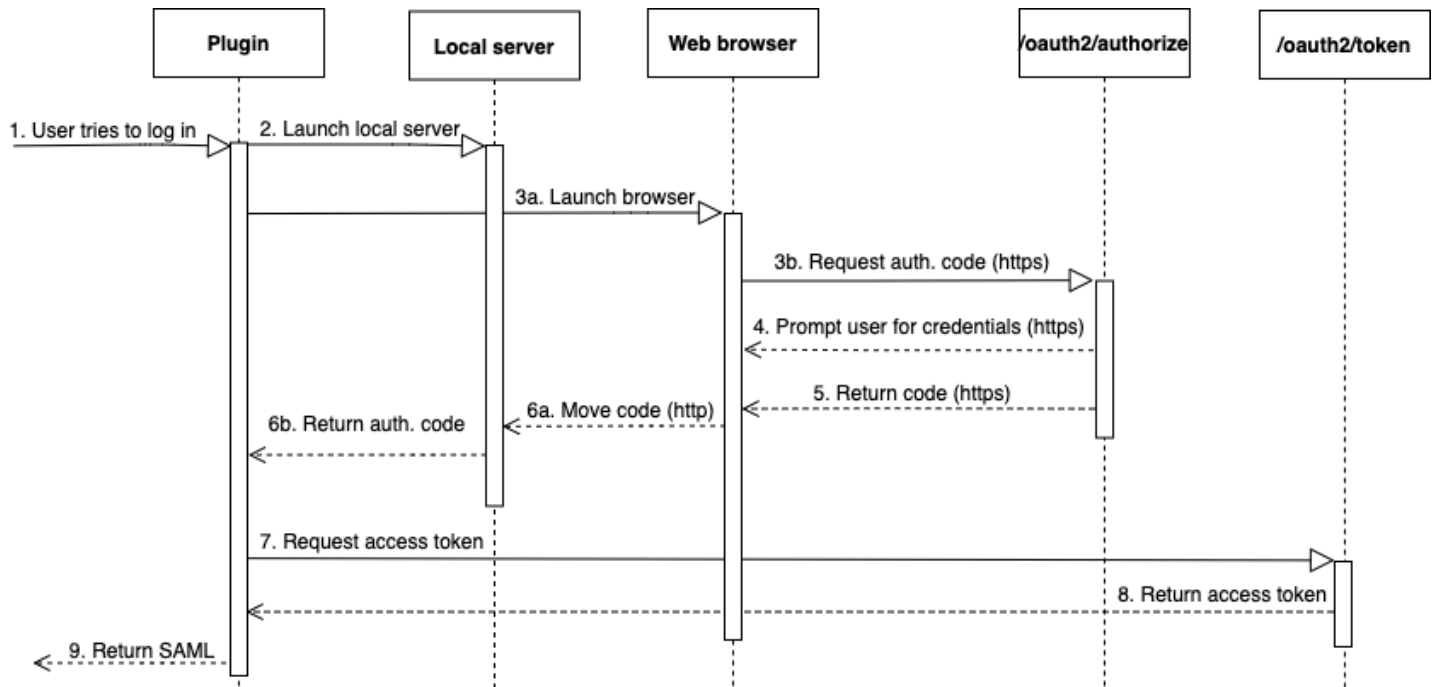 Plugin
Local server
Web browser
/oauth2/authorize
/oauth2/token
1. User tries to log in
2. Launch local server
3a. Launch browser
3b. Request auth. code (https)
4. Prompt user for credentials (https)
5. Return code (https)
6a. Move code (http)
6b. Return auth. code
7. Request access token
8. Return access token
9. Return SAML